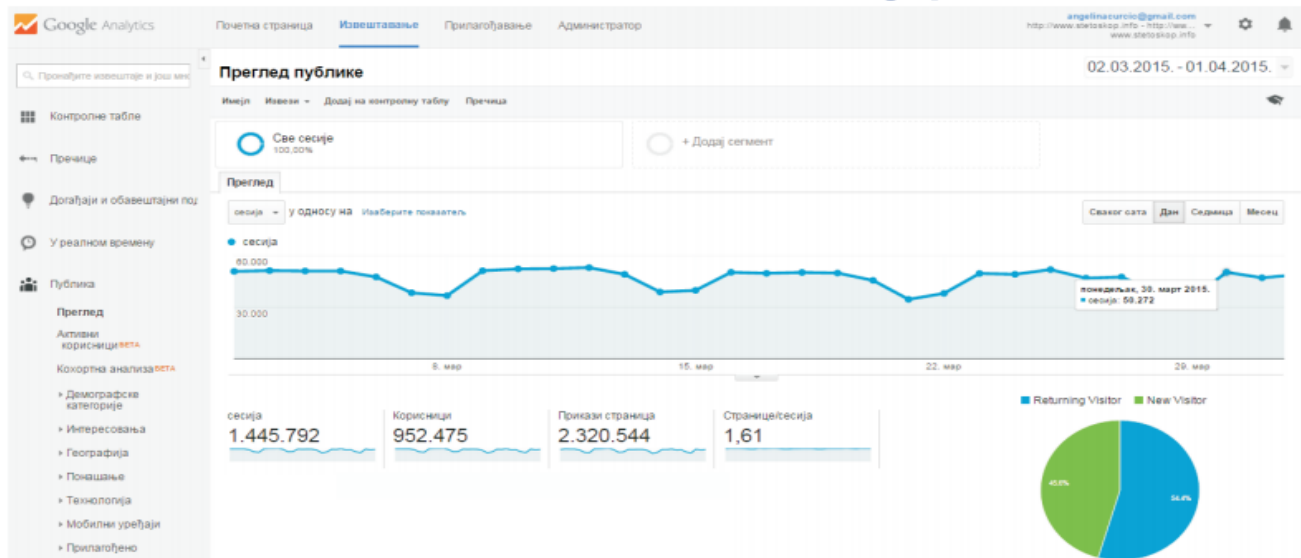 Google Analytics
Почетна страница Извештавање Прилагођавање Администратор
angelinacurcio@gmail.com
http://www.stetoskop.info - http://ww...
www.stetoskop.info
Пронађите извештаје и још мно
Преглед публике
02.03.2015. - 01.04.2015.
Имејл Извези Додај на контролну таблу Пречица
Контролне табле
Све сесије
100,00%
+ Додај сегмент
Пречице
Преглед
Догађаји и обавештајни под
сесија у односу на Изаберите показатељ
Сваког сата Дан Седмица Месец
У реалном времену
сесија
60.000
30.000
понедељак, 30. март 2015.
сесија: 50.272
8. мар 15. мар 22. мар 29. мар
Публика
Преглед
Активни
корисници BETA
Кохортна анализа BETA
Демографске
категорије
Интересовања
Географија
Понашање
Технологија
Мобилни уређаји
Прилагођено
сесија Корисници Прикази страница Странице/сесија
1.445.792 952.475 2.320.544 1,61
Returning Visitor New Visitor
45.6%
54.4%